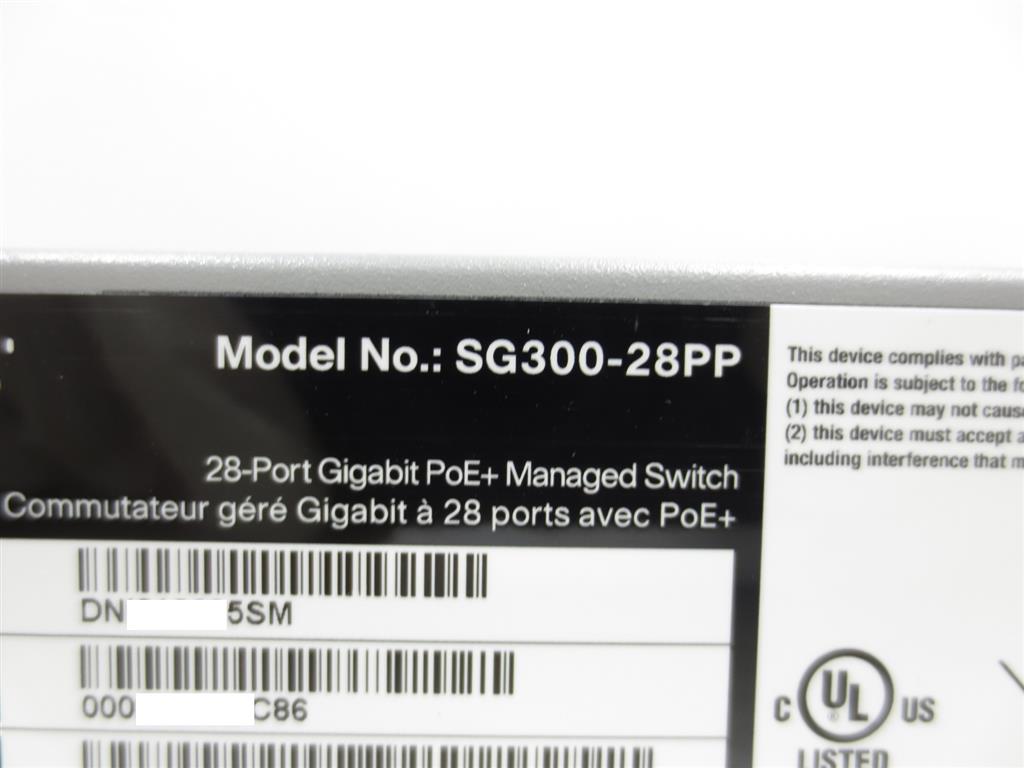 Model No.: SG300-28PP
28-Port Gigabit PoE+ Managed Switch
Commutateur géré Gigabit à 28 ports avec PoE+
DN 5SM
000 C86
This device complies with
Operation is subject to the
(1) this device may not cause
(2) this device must accept
including interference that
C UL US
LISTED